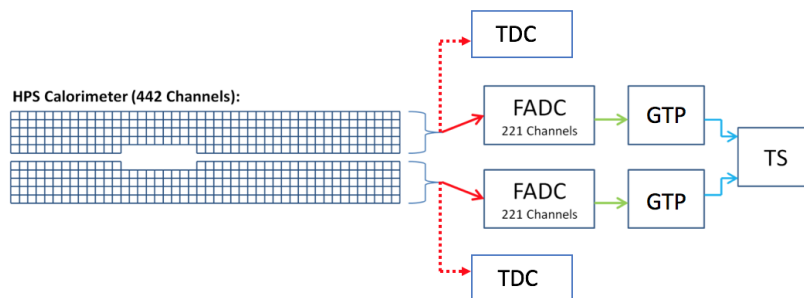 TDC
HPS Calorimeter (442 Channels):
FADC
221 Channels
GTP
TS
FADC
221 Channels
GTP
TDC